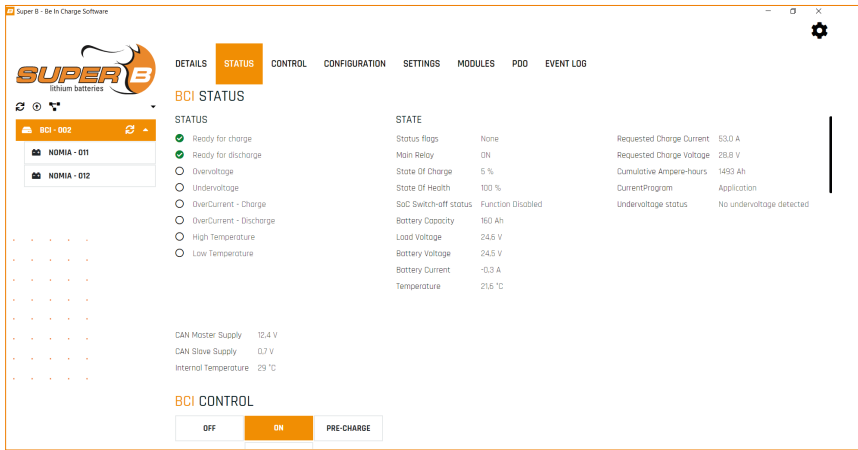 Super B - Be In Charge Software
SUPER B
lithium batteries
DETAILS STATUS CONTROL CONFIGURATION SETTINGS MODULES PDO EVENT LOG
BCI - 002
NOMIA - 011
NOMIA - 012
BCI STATUS
STATUS
Ready for charge
Ready for discharge
Overvoltage
Undervoltage
OverCurrent - Charge
OverCurrent - Discharge
High Temperature
Low Temperature
STATE
Status flags None
Main Relay ON
State Of Charge 5 %
State Of Health 100 %
SoC Switch-off status Function Disabled
Battery Capacity 160 Ah
Load Voltage 24,6 V
Battery Voltage 24,5 V
Battery Current -0,3 A
Temperature 21,6 °C
Requested Charge Current 53.0 A
Requested Charge Voltage 28.8 V
Cumulative Ampere-hours 1493 Ah
CurrentProgram Application
Undervoltage status No undervoltage detected
CAN Master Supply 12,4 V
CAN Slave Supply 0,7 V
Internal Temperature 29 °C
BCI CONTROL
OFF ON PRE-CHARGE